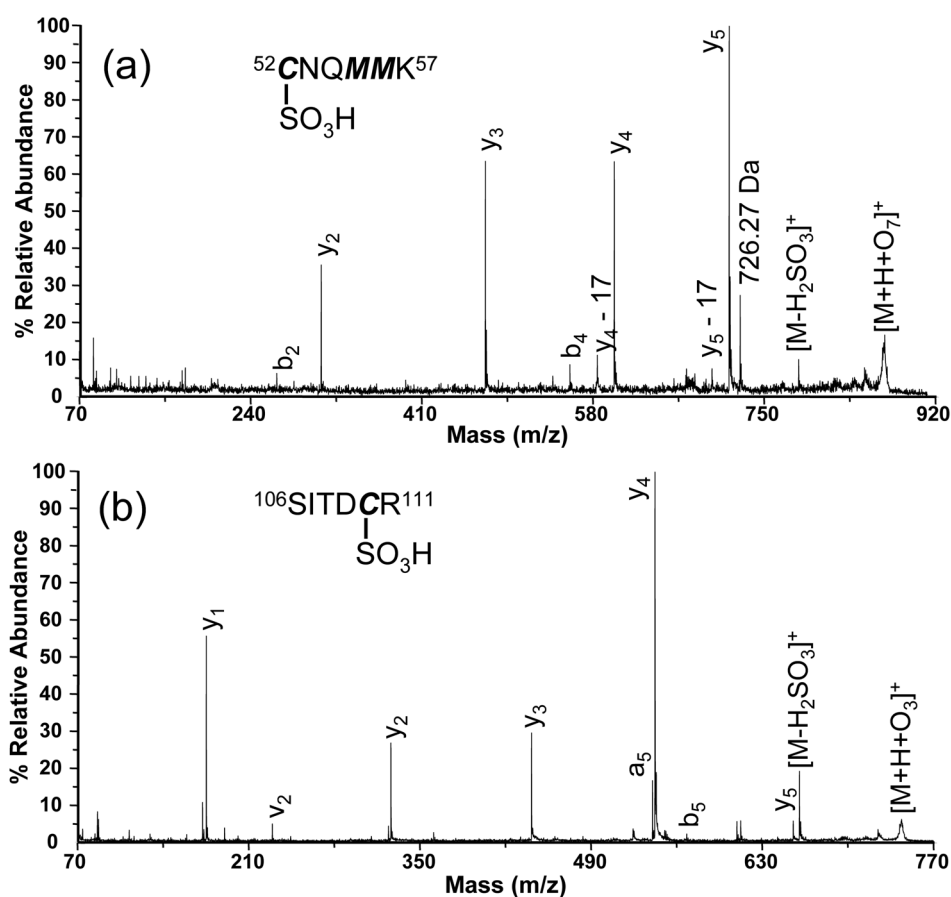 (a)
⁵²CNQMMK⁵⁷
SO₃H
% Relative Abundance
100
90
80
70
60
50
40
30
20
10
0
b₂
y₂
y₃
b₄
y₄ - 17
y₄
y₅ - 17
y₅
726.27 Da
[M-H₂SO₃]⁺
[M+H+O₇]⁺
70 240 410 580 750 920
Mass (m/z)
(b)
¹⁰⁶SITDCR¹¹¹
SO₃H
% Relative Abundance
100
90
80
70
60
50
40
30
20
10
0
y₁
v₂
y₂
y₃
a₅
y₄
b₅
y₅
[M-H₂SO₃]⁺
[M+H+O₃]⁺
70 211 350 490 630 770
Mass (m/z)